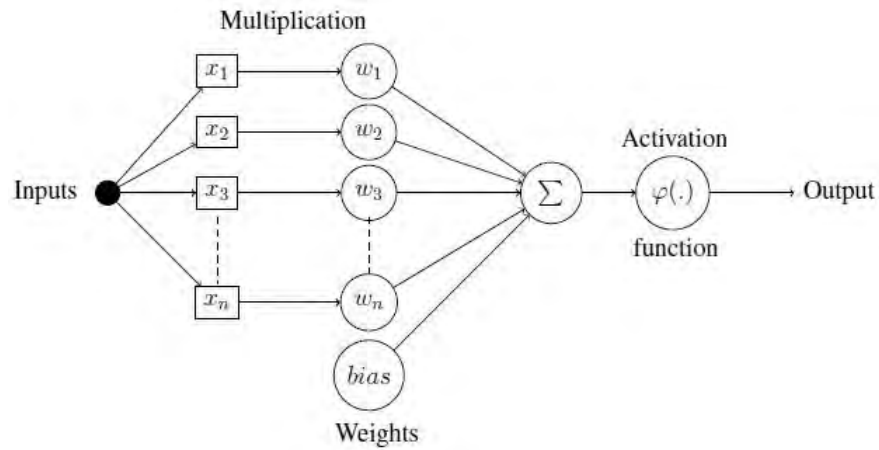 Multiplication
x₁
w₁
x₂
w₂
Activation
Inputs
x₃
w₃
∑
φ(.)
Output
function
xₙ
wₙ
bias
Weights